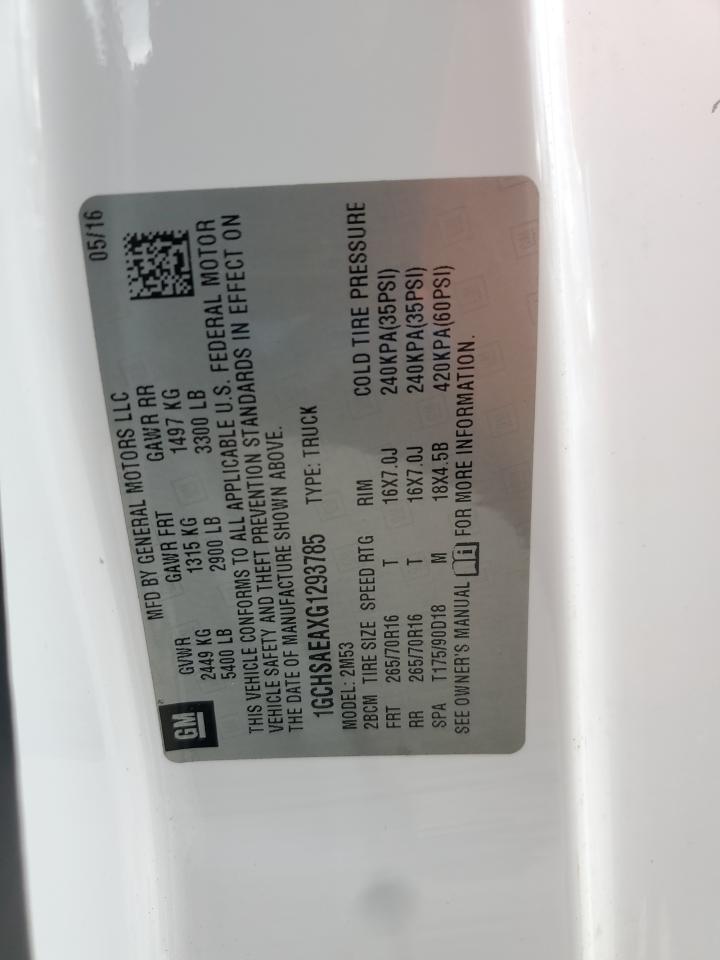 GM
MFD BY GENERAL MOTORS LLC 05/16
GVWR GAWR FRT GAWR RR
2449 KG 1315 KG 1497 KG
5400 LB 2900 LB 3300 LB
THIS VEHICLE CONFORMS TO ALL APPLICABLE U.S. FEDERAL MOTOR
VEHICLE SAFETY AND THEFT PREVENTION STANDARDS IN EFFECT ON
THE DATE OF MANUFACTURE SHOWN ABOVE.
1GCHSAEAXG1293785 TYPE: TRUCK
MODEL: 2M53
2BCM TIRE SIZE SPEED RTG RIM COLD TIRE PRESSURE
FRT 265/70R16 T 16X7.0J 240KPA(35PSI)
RR 265/70R16 T 16X7.0J 240KPA(35PSI)
SPA T175/90D18 M 18X4.5B 420KPA(60PSI)
SEE OWNER'S MANUAL i FOR MORE INFORMATION.